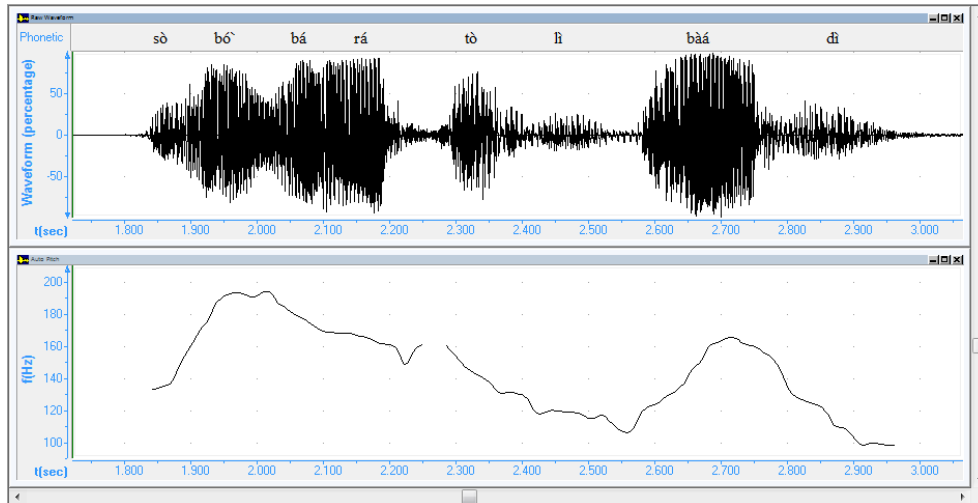 Raw Waveform
Phonetic sò bó` bá rá tò lì bàá dì
Waveform (percentage)
50
0
-50
t(sec) 1.800 1.900 2.000 2.100 2.200 2.300 2.400 2.500 2.600 2.700 2.800 2.900 3.000
Auto Pitch
f(Hz)
200
180
160
140
120
100
t(sec) 1.800 1.900 2.000 2.100 2.200 2.300 2.400 2.500 2.600 2.700 2.800 2.900 3.000